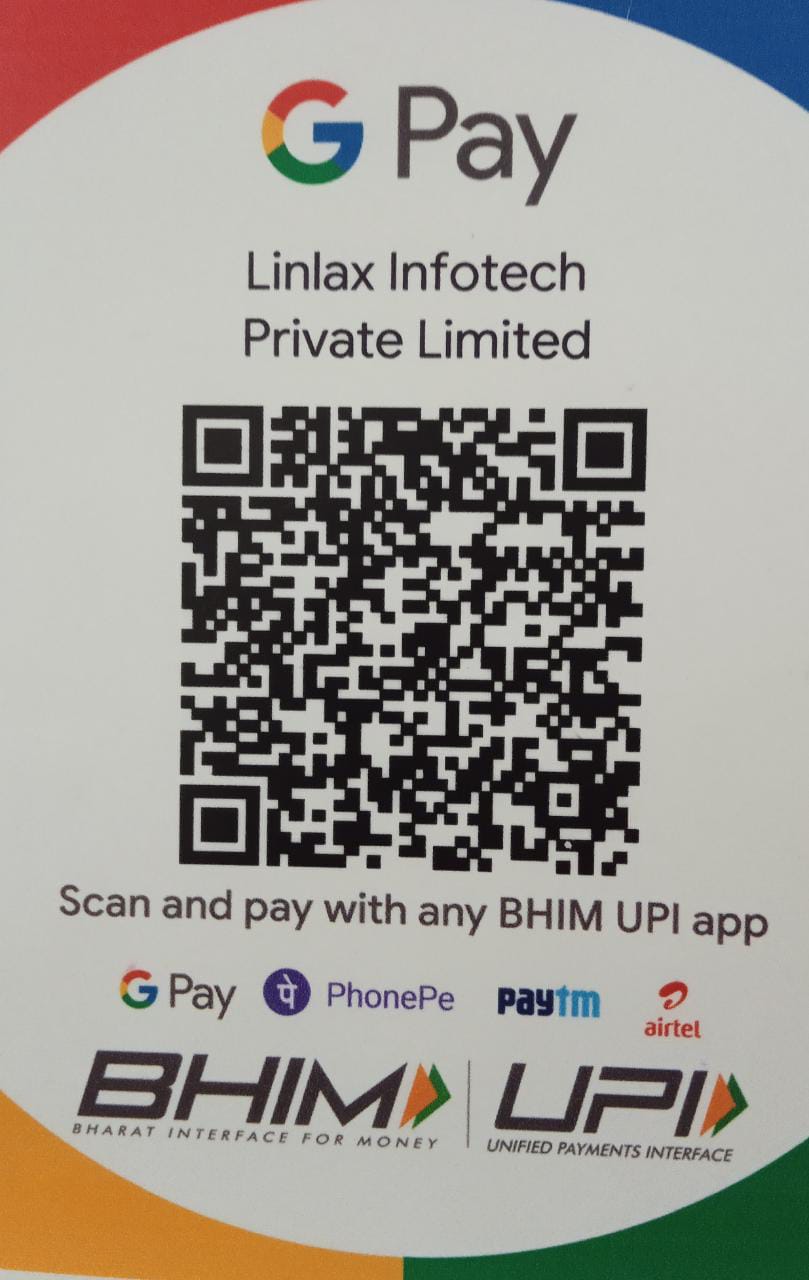 G Pay
Linlax Infotech
Private Limited
Scan and pay with any BHIM UPI app
G Pay पे PhonePe paytm airtel
BHIM UPI
BHARAT INTERFACE FOR MONEY UNIFIED PAYMENTS INTERFACE